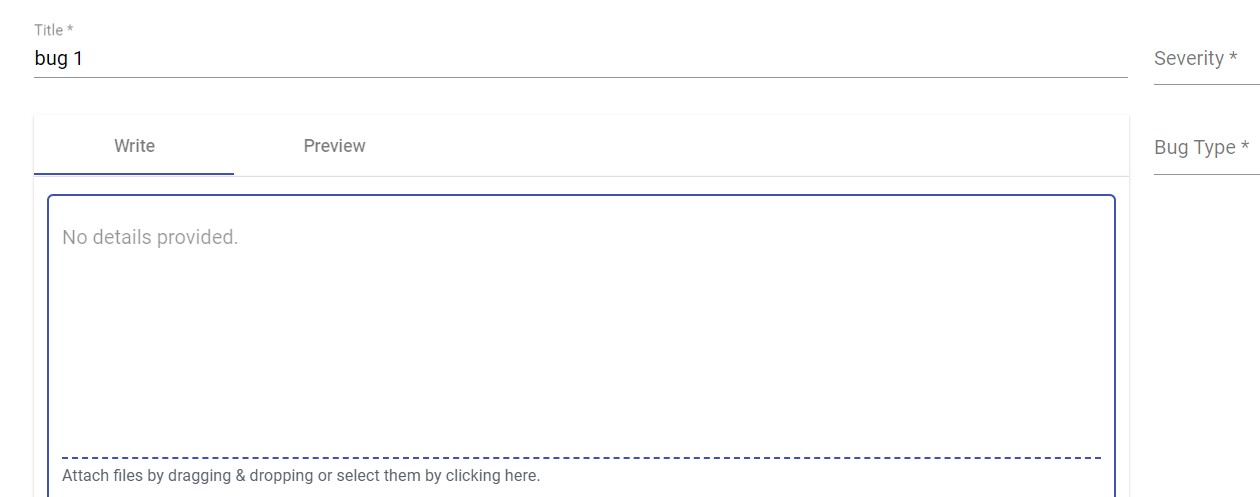 Title *
bug 1
Severity *
Write
Preview
Bug Type *
No details provided.
Attach files by dragging & dropping or select them by clicking here.